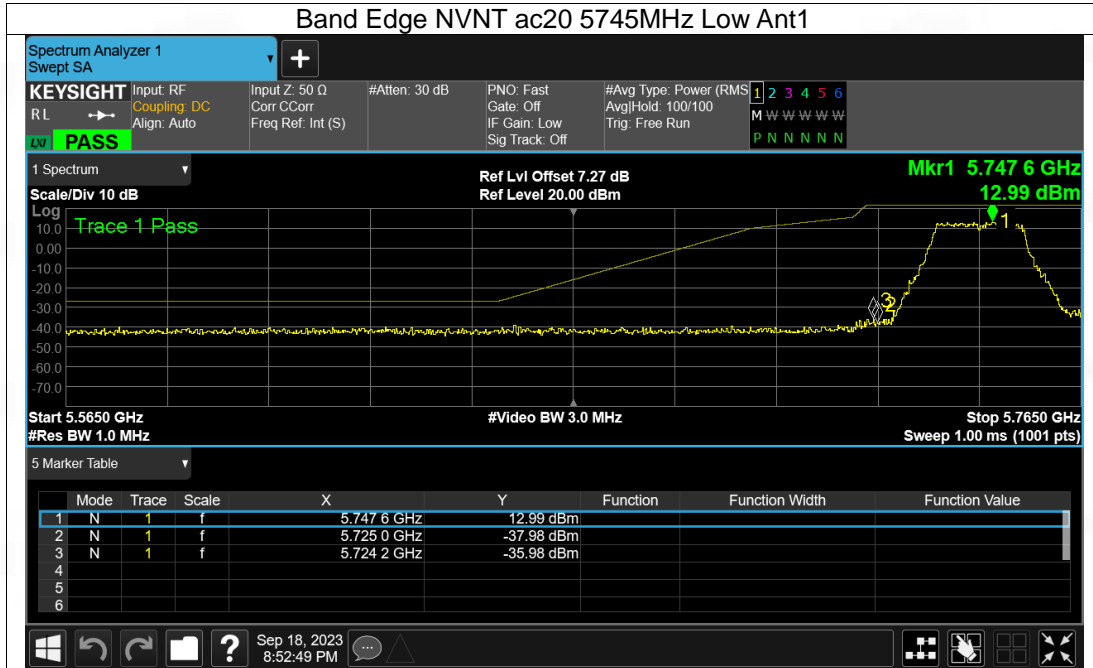 Band Edge NVNT ac20 5745MHz Low Ant1
Spectrum Analyzer 1
Swept SA
+
KEYSIGHT
RL
LXI PASS
Input: RF
Coupling: DC
Align: Auto
Input Z: 50 Ω
Corr CCorr
Freq Ref: Int (S)
#Atten: 30 dB
PNO: Fast
Gate: Off
IF Gain: Low
Sig Track: Off
#Avg Type: Power (RMS
Avg|Hold: 100/100
Trig: Free Run
1 2 3 4 5 6
M W W W W W
P N N N N N
1 Spectrum
Scale/Div 10 dB
Ref Lvl Offset 7.27 dB
Ref Level 20.00 dBm
Mkr1 5.747 6 GHz
12.99 dBm
Log
Trace 1 Pass
10.0
0.00
-10.0
-20.0
-30.0
-40.0
-50.0
-60.0
-70.0
1
3
2
Start 5.5650 GHz
#Video BW 3.0 MHz
Stop 5.7650 GHz
#Res BW 1.0 MHz
Sweep 1.00 ms (1001 pts)
5 Marker Table
Mode Trace Scale X Y Function Function Width Function Value
1 N 1 f 5.747 6 GHz 12.99 dBm
2 N 1 f 5.725 0 GHz -37.98 dBm
3 N 1 f 5.724 2 GHz -35.98 dBm
4
5
6
?
Sep 18, 2023
8:52:49 PM